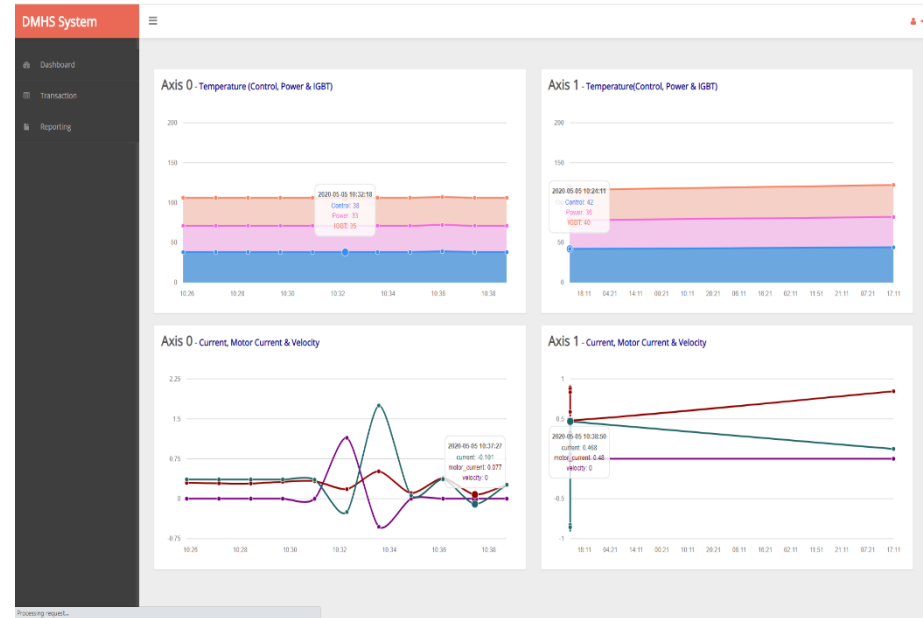 DMHS System
Dashboard
Transaction
Reporting
Axis 0 - Temperature (Control, Power & IGBT)
200
150
100
50
0
2020-05-05 10:32:10
Control: 38
Power: 33
IGBT: 35
10:26 10:28 10:30 10:32 10:34 10:36 10:38
Axis 1 - Temperature(Control, Power & IGBT)
200
150
50
0
2020-05-05 10:24:11
Control: 42
Power: 36
IGBT: 40
18:11 04:21 14:11 00:21 10:11 20:21 06:11 16:21 02:11 11:51 21:11 07:21 17:11
Axis 0 - Current, Motor Current & Velocity
2.25
1.5
0.75
0
-0.75
2020-05-05 10:37:27
current: -0.101
motor_current: 0.077
velocity: 0
10:26 10:28 10:30 10:32 10:34 10:36 10:38
Axis 1 - Current, Motor Current & Velocity
1
0.5
-0.5
-1
2020-05-05 10:38:50
current: 0.468
motor_current: 0.48
velocity: 0
18:11 04:21 14:11 00:21 10:11 20:21 06:11 16:21 02:11 11:51 21:11 07:21 17:11
Processing request...